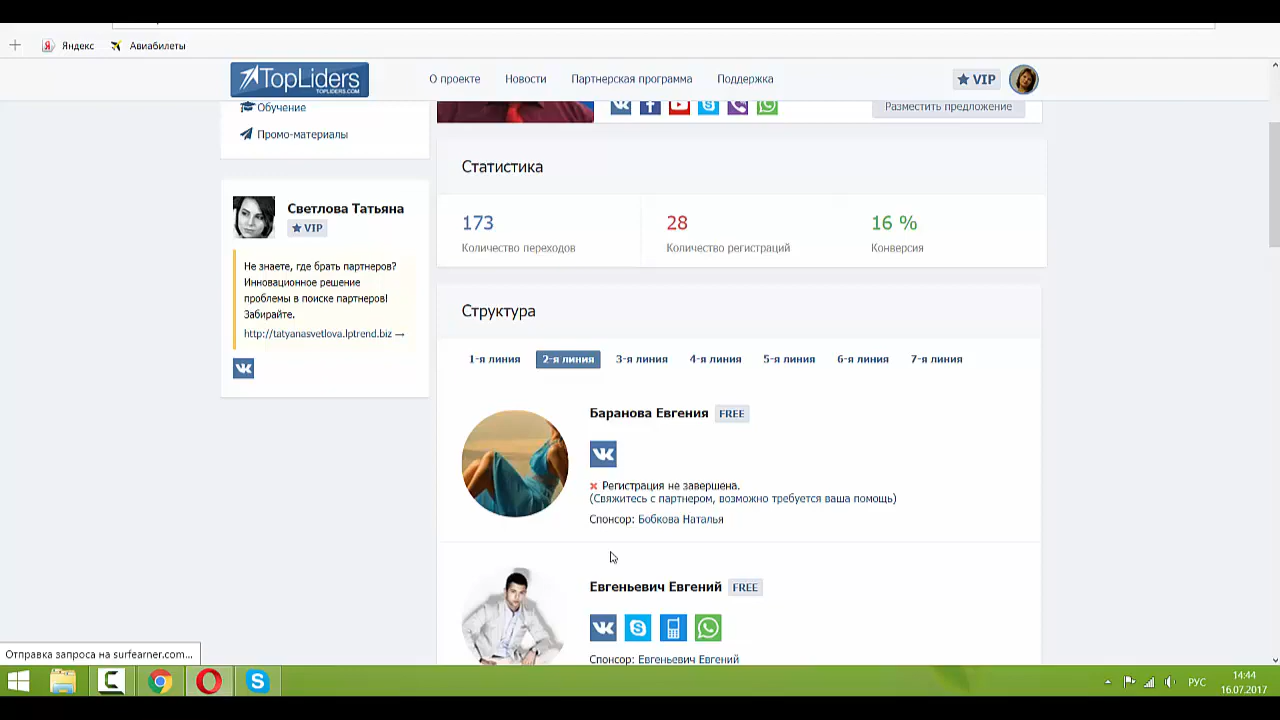 Яндекс
Авиабилеты
TopLiders
TOPLIDERS.COM
О проекте
Новости
Партнерская программа
Поддержка
VIP
Обучение
Промо-материалы
Разместить предложение
Светлова Татьяна
VIP
Не знаете, где брать партнеров?
Инновационное решение
проблемы в поиске партнеров!
Забирайте.
http://tatyanasvetlova.lptrend.biz →
Статистика
173
28
16 %
Количество переходов
Количество регистраций
Конверсия
Структура
1-я линия
2-я линия
3-я линия
4-я линия
5-я линия
6-я линия
7-я линия
Баранова Евгения FREE
Регистрация не завершена.
(Свяжитесь с партнером, возможно требуется ваша помощь)
Спонсор: Бобкова Наталья
Евгеньевич Евгений FREE
Спонсор: Евгеньевич Евгений
Отправка запроса на surfearner.com...
РУС
14:44
16.07.2017